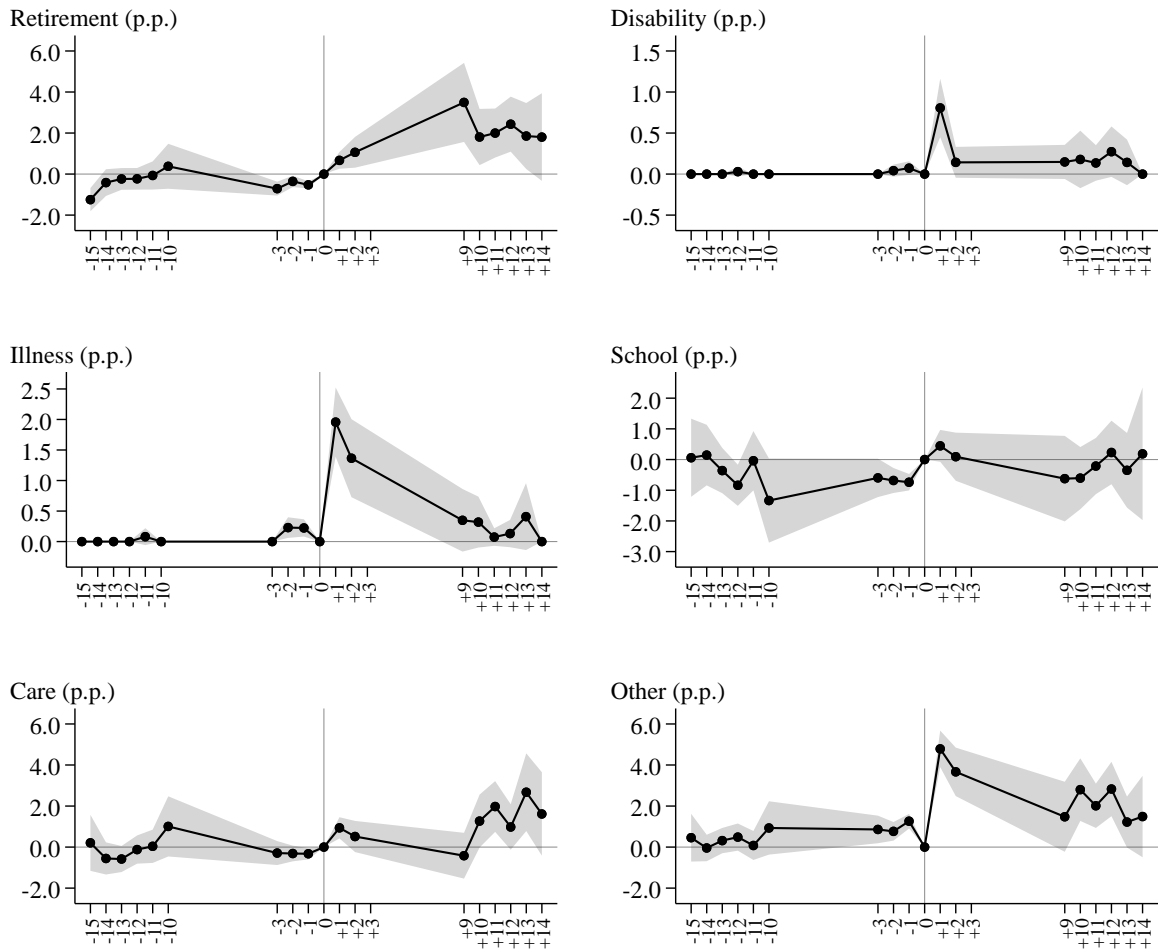 Retirement (p.p.)
6.0
4.0
2.0
0.0
-2.0
-15 -14 -13 -12 -11 -10 -3 -2 -1 0 +1 +2 +3 +9 +10 +11 +12 +13 +14
Disability (p.p.)
1.5
1.0
0.5
0.0
-0.5
-15 -14 -13 -12 -11 -10 -3 -2 -1 0 +1 +2 +3 +9 +10 +11 +12 +13 +14
Illness (p.p.)
2.5
2.0
1.5
1.0
0.5
0.0
-15 -14 -13 -12 -11 -10 -3 -2 -1 0 +1 +2 +3 +9 +10 +11 +12 +13 +14
School (p.p.)
2.0
1.0
0.0
-1.0
-2.0
-3.0
-15 -14 -13 -12 -11 -10 -3 -2 -1 0 +1 +2 +3 +9 +10 +11 +12 +13 +14
Care (p.p.)
6.0
4.0
2.0
0.0
-2.0
-15 -14 -13 -12 -11 -10 -3 -2 -1 0 +1 +2 +3 +9 +10 +11 +12 +13 +14
Other (p.p.)
6.0
4.0
2.0
0.0
-2.0
-15 -14 -13 -12 -11 -10 -3 -2 -1 0 +1 +2 +3 +9 +10 +11 +12 +13 +14